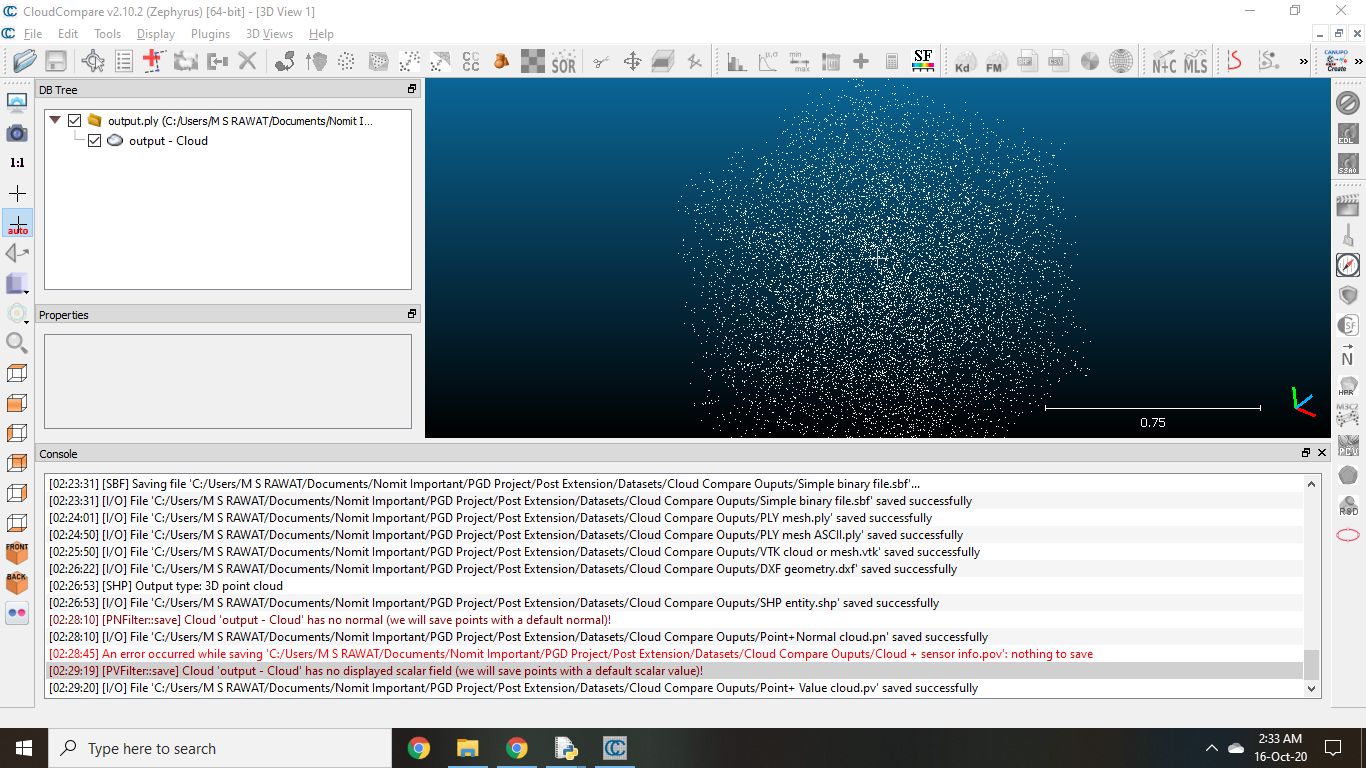 CloudCompare v2.10.2 (Zephyrus) [64-bit] - [3D View 1]
File Edit Tools Display Plugins 3D Views Help
SOR
SF
Kd
FM
N+C
MLS
CANUPO
Create
DB Tree
output.ply (C:/Users/M S RAWAT/Documents/Nomit I...
output - Cloud
1:1
auto
Properties
FRONT
BACK
0.75
EDL
SSAO
SF
N
HPR
M3C2
PCV
Console
[02:23:31] [SBF] Saving file 'C:/Users/M S RAWAT/Documents/Nomit Important/PGD Project/Post Extension/Datasets/Cloud Compare Ouputs/Simple binary file.sbf'...
[02:23:31] [I/O] File 'C:/Users/M S RAWAT/Documents/Nomit Important/PGD Project/Post Extension/Datasets/Cloud Compare Ouputs/Simple binary file.sbf' saved successfully
[02:24:01] [I/O] File 'C:/Users/M S RAWAT/Documents/Nomit Important/PGD Project/Post Extension/Datasets/Cloud Compare Ouputs/PLY mesh.ply' saved successfully
[02:24:50] [I/O] File 'C:/Users/M S RAWAT/Documents/Nomit Important/PGD Project/Post Extension/Datasets/Cloud Compare Ouputs/PLY mesh ASCII.ply' saved successfully
[02:25:50] [I/O] File 'C:/Users/M S RAWAT/Documents/Nomit Important/PGD Project/Post Extension/Datasets/Cloud Compare Ouputs/VTK cloud or mesh.vtk' saved successfully
[02:26:22] [I/O] File 'C:/Users/M S RAWAT/Documents/Nomit Important/PGD Project/Post Extension/Datasets/Cloud Compare Ouputs/DXF geometry.dxf' saved successfully
[02:26:53] [SHP] Output type: 3D point cloud
[02:26:53] [I/O] File 'C:/Users/M S RAWAT/Documents/Nomit Important/PGD Project/Post Extension/Datasets/Cloud Compare Ouputs/SHP entity.shp' saved successfully
[02:28:10] [PNFilter::save] Cloud 'output - Cloud' has no normal (we will save points with a default normal)!
[02:28:10] [I/O] File 'C:/Users/M S RAWAT/Documents/Nomit Important/PGD Project/Post Extension/Datasets/Cloud Compare Ouputs/Point+Normal cloud.pn' saved successfully
[02:28:45] An error occurred while saving 'C:/Users/M S RAWAT/Documents/Nomit Important/PGD Project/Post Extension/Datasets/Cloud Compare Ouputs/Cloud + sensor info.pov': nothing to save
[02:29:19] [PVFilter::save] Cloud 'output - Cloud' has no displayed scalar field (we will save points with a default scalar value)!
[02:29:20] [I/O] File 'C:/Users/M S RAWAT/Documents/Nomit Important/PGD Project/Post Extension/Datasets/Cloud Compare Ouputs/Point+ Value cloud.pv' saved successfully
Type here to search
2:33 AM
16-Oct-20